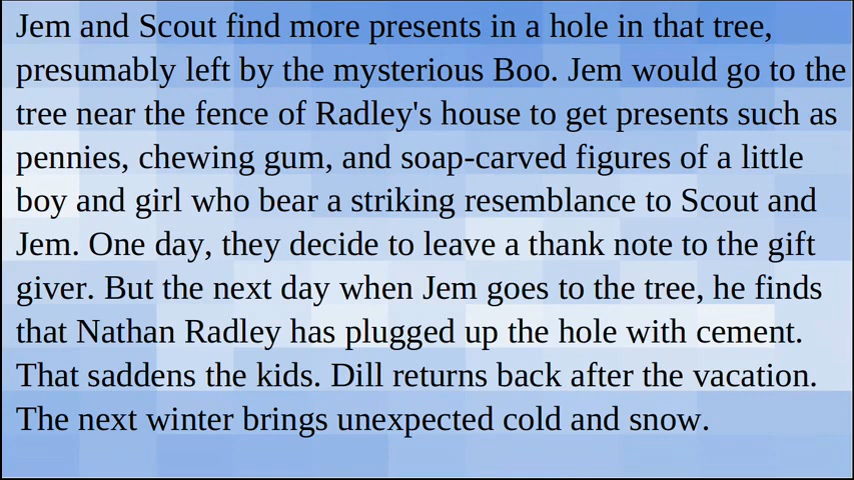 Jem and Scout find more presents in a hole in that tree,
presumably left by the mysterious Boo. Jem would go to the
tree near the fence of Radley's house to get presents such as
pennies, chewing gum, and soap-carved figures of a little
boy and girl who bear a striking resemblance to Scout and
Jem. One day, they decide to leave a thank note to the gift
giver. But the next day when Jem goes to the tree, he finds
that Nathan Radley has plugged up the hole with cement.
That saddens the kids. Dill returns back after the vacation.
The next winter brings unexpected cold and snow.